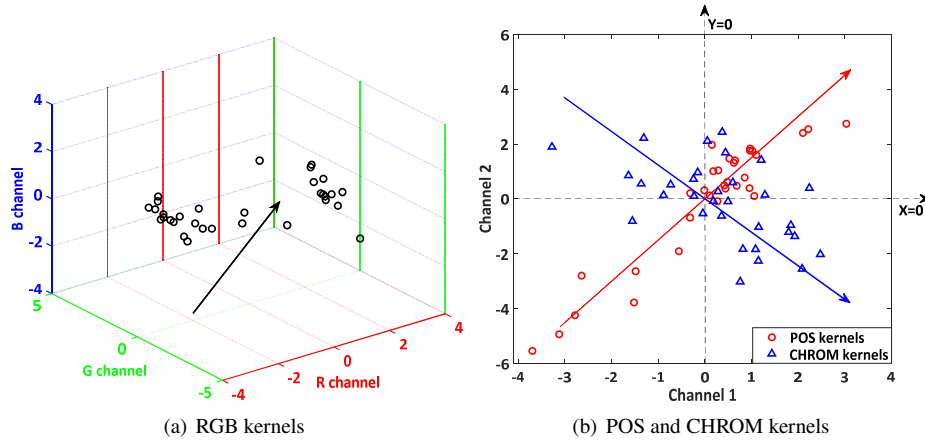 4
2
0
-2
-4
B channel
5
0
-5
G channel
-4
-2
0
2
4
R channel
(a) RGB kernels
Y=0
X=0
6
4
2
0
-2
-4
-6
Channel 2
-4
-3
-2
-1
0
1
2
3
4
Channel 1
POS kernels
CHROM kernels
(b) POS and CHROM kernels